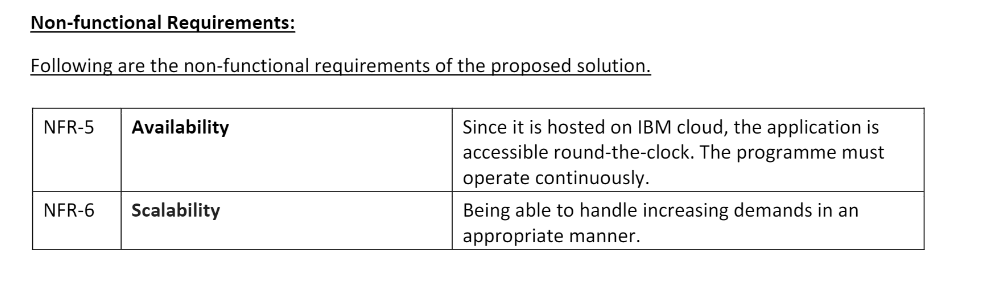 Non-functional Requirements:
Following are the non-functional requirements of the proposed solution.
NFR-5 Availability Since it is hosted on IBM cloud, the application is
accessible round-the-clock. The programme must
operate continuously.
NFR-6 Scalability Being able to handle increasing demands in an
appropriate manner.